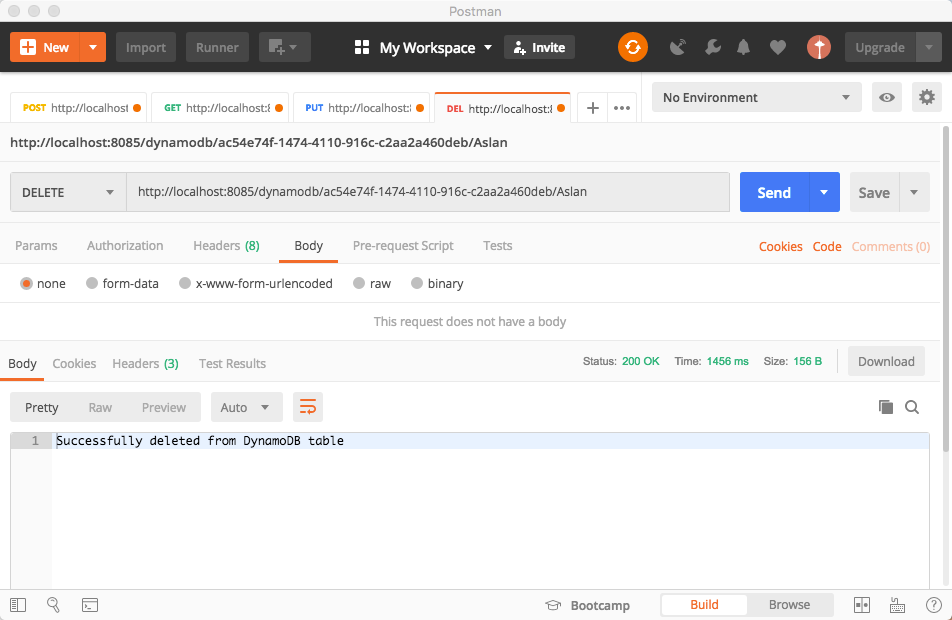 Postman
New Import Runner My Workspace Invite Upgrade
POST http://localhost GET http://localhost:8 PUT http://localhost: DEL http://localhost:8 No Environment
http://localhost:8085/dynamodb/ac54e74f-1474-4110-916c-c2aa2a460deb/Aslan
DELETE http://localhost:8085/dynamodb/ac54e74f-1474-4110-916c-c2aa2a460deb/Aslan Send Save
Params Authorization Headers (8) Body Pre-request Script Tests Cookies Code Comments (0)
none form-data x-www-form-urlencoded raw binary
This request does not have a body
Body Cookies Headers (3) Test Results Status: 200 OK Time: 1456 ms Size: 156 B Download
Pretty Raw Preview Auto
1 Successfully deleted from DynamoDB table
Bootcamp Build Browse